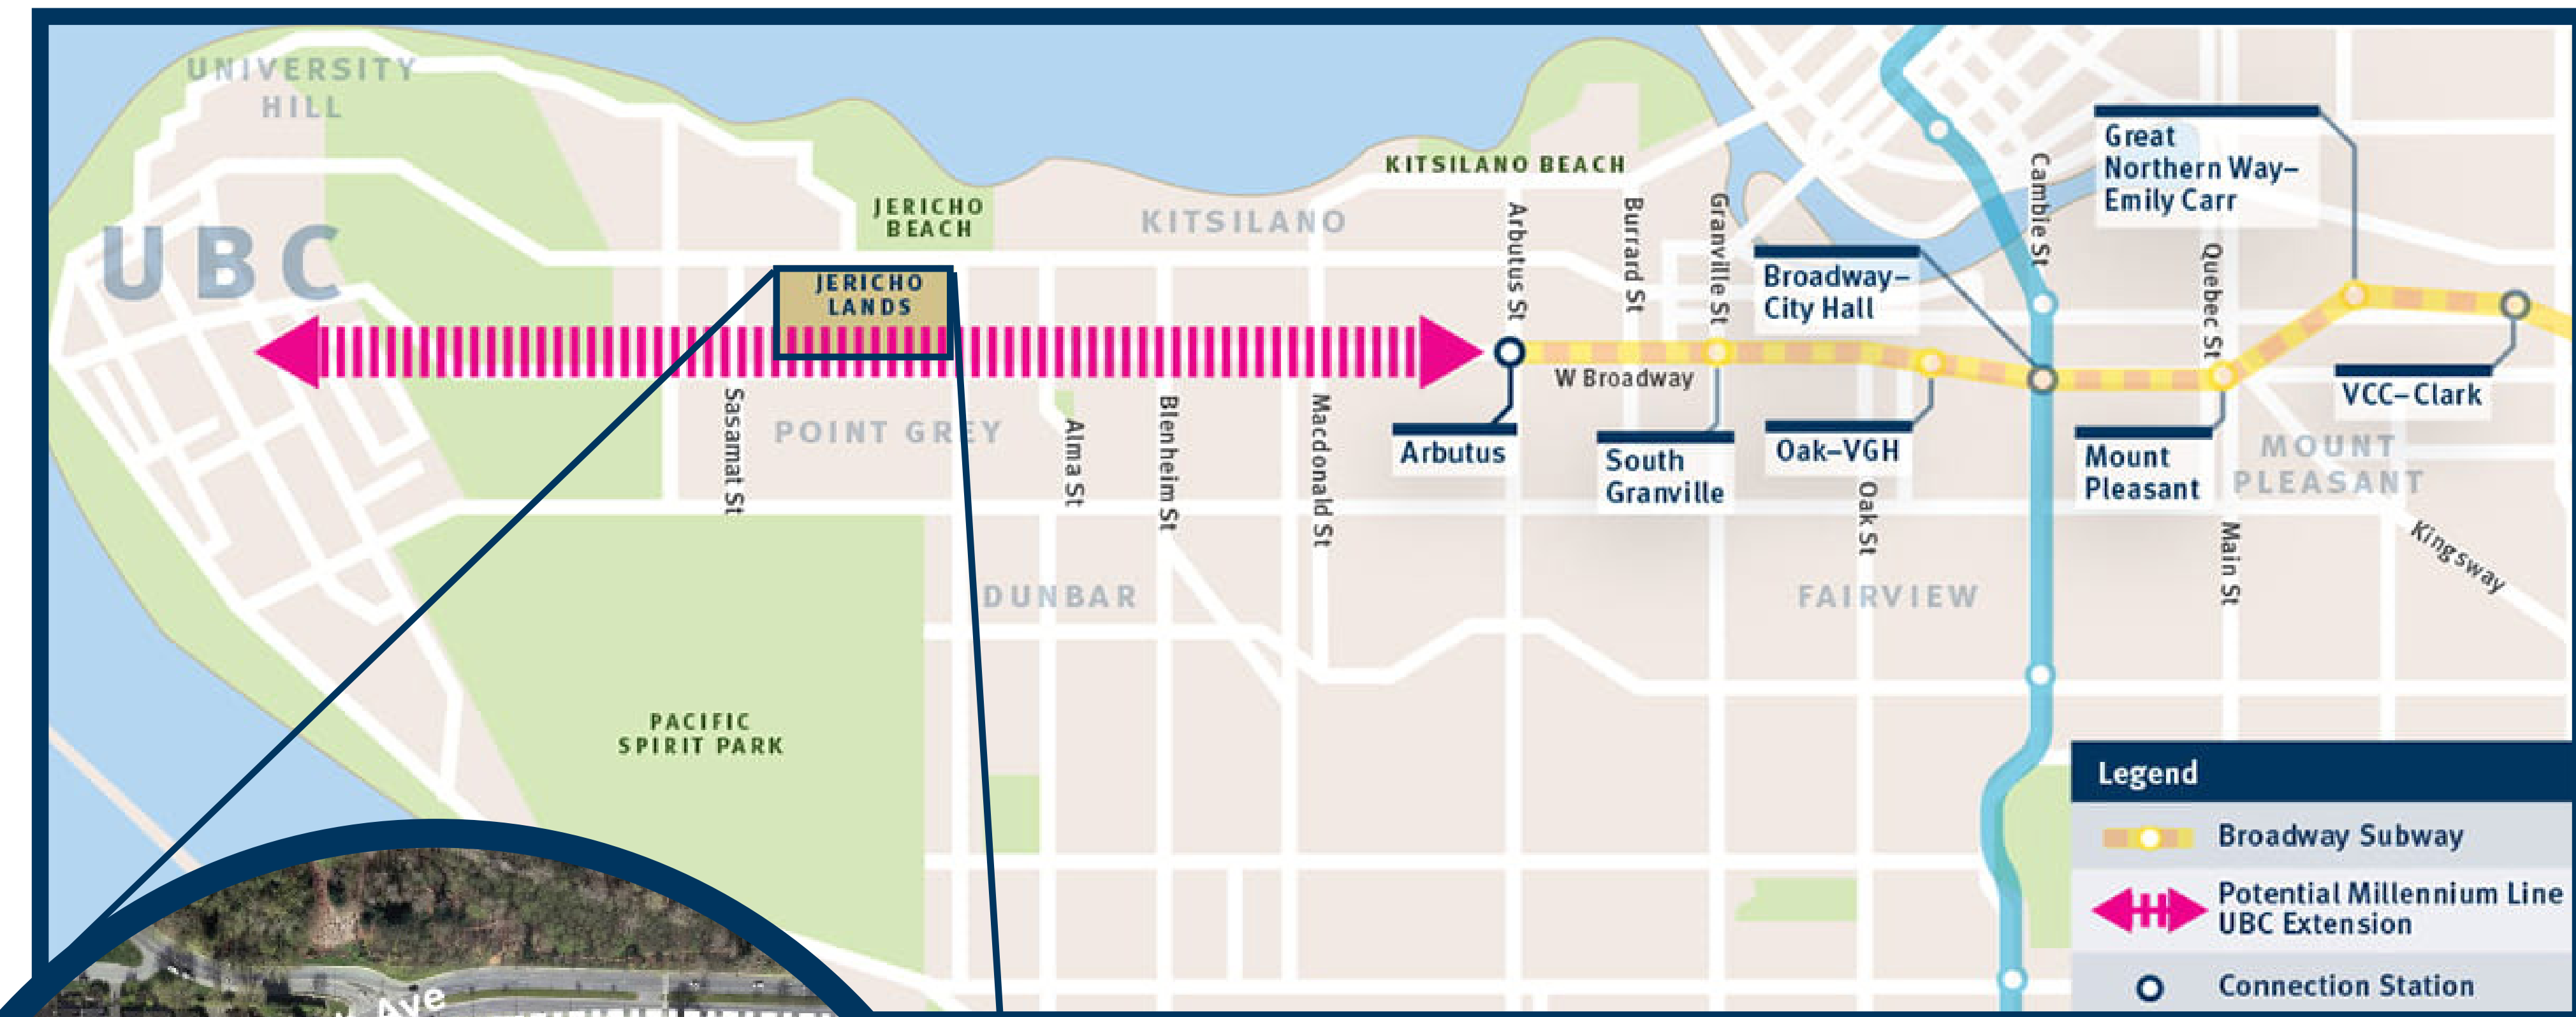 UNIVERSITY
HILL
UBC
JERICHO
BEACH
JERICHO
LANDS
KITSILANO
KITSILANO BEACH
POINT GREY
DUNBAR
PACIFIC
SPIRIT PARK
Sasamat St
Alma St
Blenheim St
Macdonald St
Arbutus St
Burrard St
Granville St
W Broadway
Arbutus
South
Granville
Broadway–
City Hall
Oak–VGH
Oak St
FAIRVIEW
Cambie St
Great
Northern Way–
Emily Carr
Quebec St
VCC–Clark
Mount
Pleasant
MOUNT
PLEASANT
Main St
Kingsway
Legend
Broadway Subway
Potential Millennium Line
UBC Extension
Connection Station
Ave